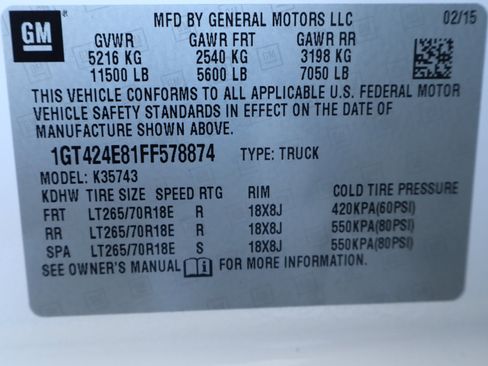 GM
MFD BY GENERAL MOTORS LLC 02/15
GVWR GAWR FRT GAWR RR
5216 KG 2540 KG 3198 KG
11500 LB 5600 LB 7050 LB
THIS VEHICLE CONFORMS TO ALL APPLICABLE U.S. FEDERAL MOTOR
VEHICLE SAFETY STANDARDS IN EFFECT ON THE DATE OF
MANUFACTURE SHOWN ABOVE.
1GT424E81FF578874 TYPE: TRUCK
MODEL: K35743
KDHW TIRE SIZE SPEED RTG RIM COLD TIRE PRESSURE
FRT LT265/70R18E R 18X8J 420KPA(60PSI)
RR LT265/70R18E R 18X8J 550KPA(80PSI)
SPA LT265/70R18E S 18X8J 550KPA(80PSI)
SEE OWNER'S MANUAL FOR MORE INFORMATION.